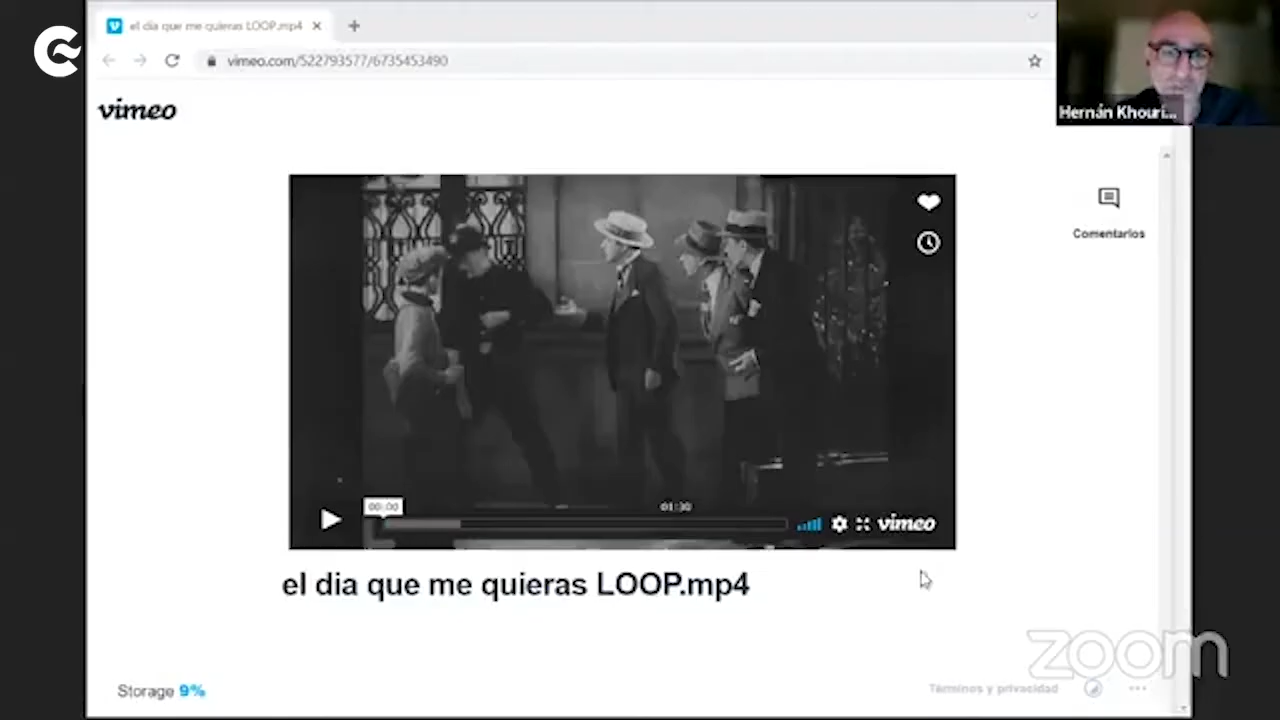 el dia que me quieras LOOP.mp4
vimeo.com/522793577/6735453490
Hernán Khouri...
vimeo
Comentarios
00:00
01:30
vimeo
el dia que me quieras LOOP.mp4
zoom
Storage 9%
Términos y privacidad